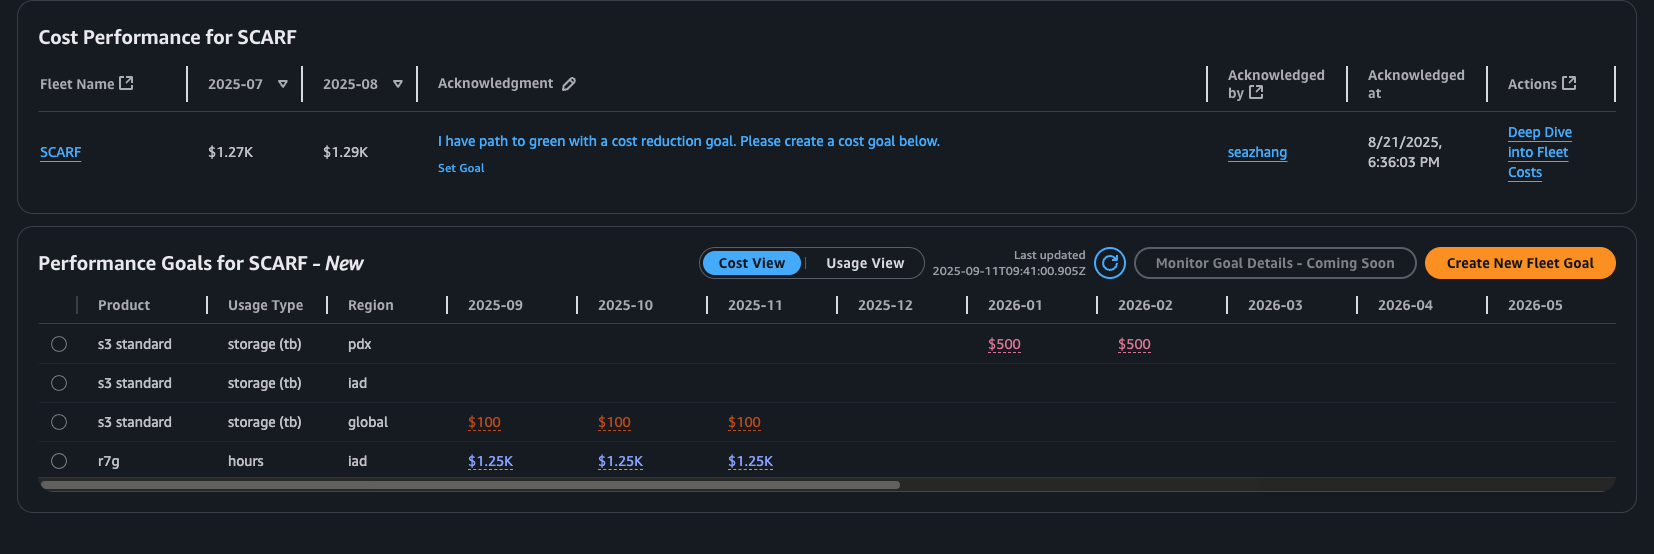 Cost Performance for SCARF
Fleet Name 2025-07 2025-08 Acknowledgment Acknowledged by Acknowledged at Actions
SCARF $1.27K $1.29K I have path to green with a cost reduction goal. Please create a cost goal below. seazhang 8/21/2025, 6:36:03 PM Deep Dive into Fleet Costs
Set Goal
Performance Goals for SCARF - New Cost View Usage View Last updated 2025-09-11T09:41:00.905Z Monitor Goal Details - Coming Soon Create New Fleet Goal
Product Usage Type Region 2025-09 2025-10 2025-11 2025-12 2026-01 2026-02 2026-03 2026-04 2026-05
s3 standard storage (tb) pdx $500 $500
s3 standard storage (tb) iad
s3 standard storage (tb) global $100 $100 $100
r7g hours iad $1.25K $1.25K $1.25K